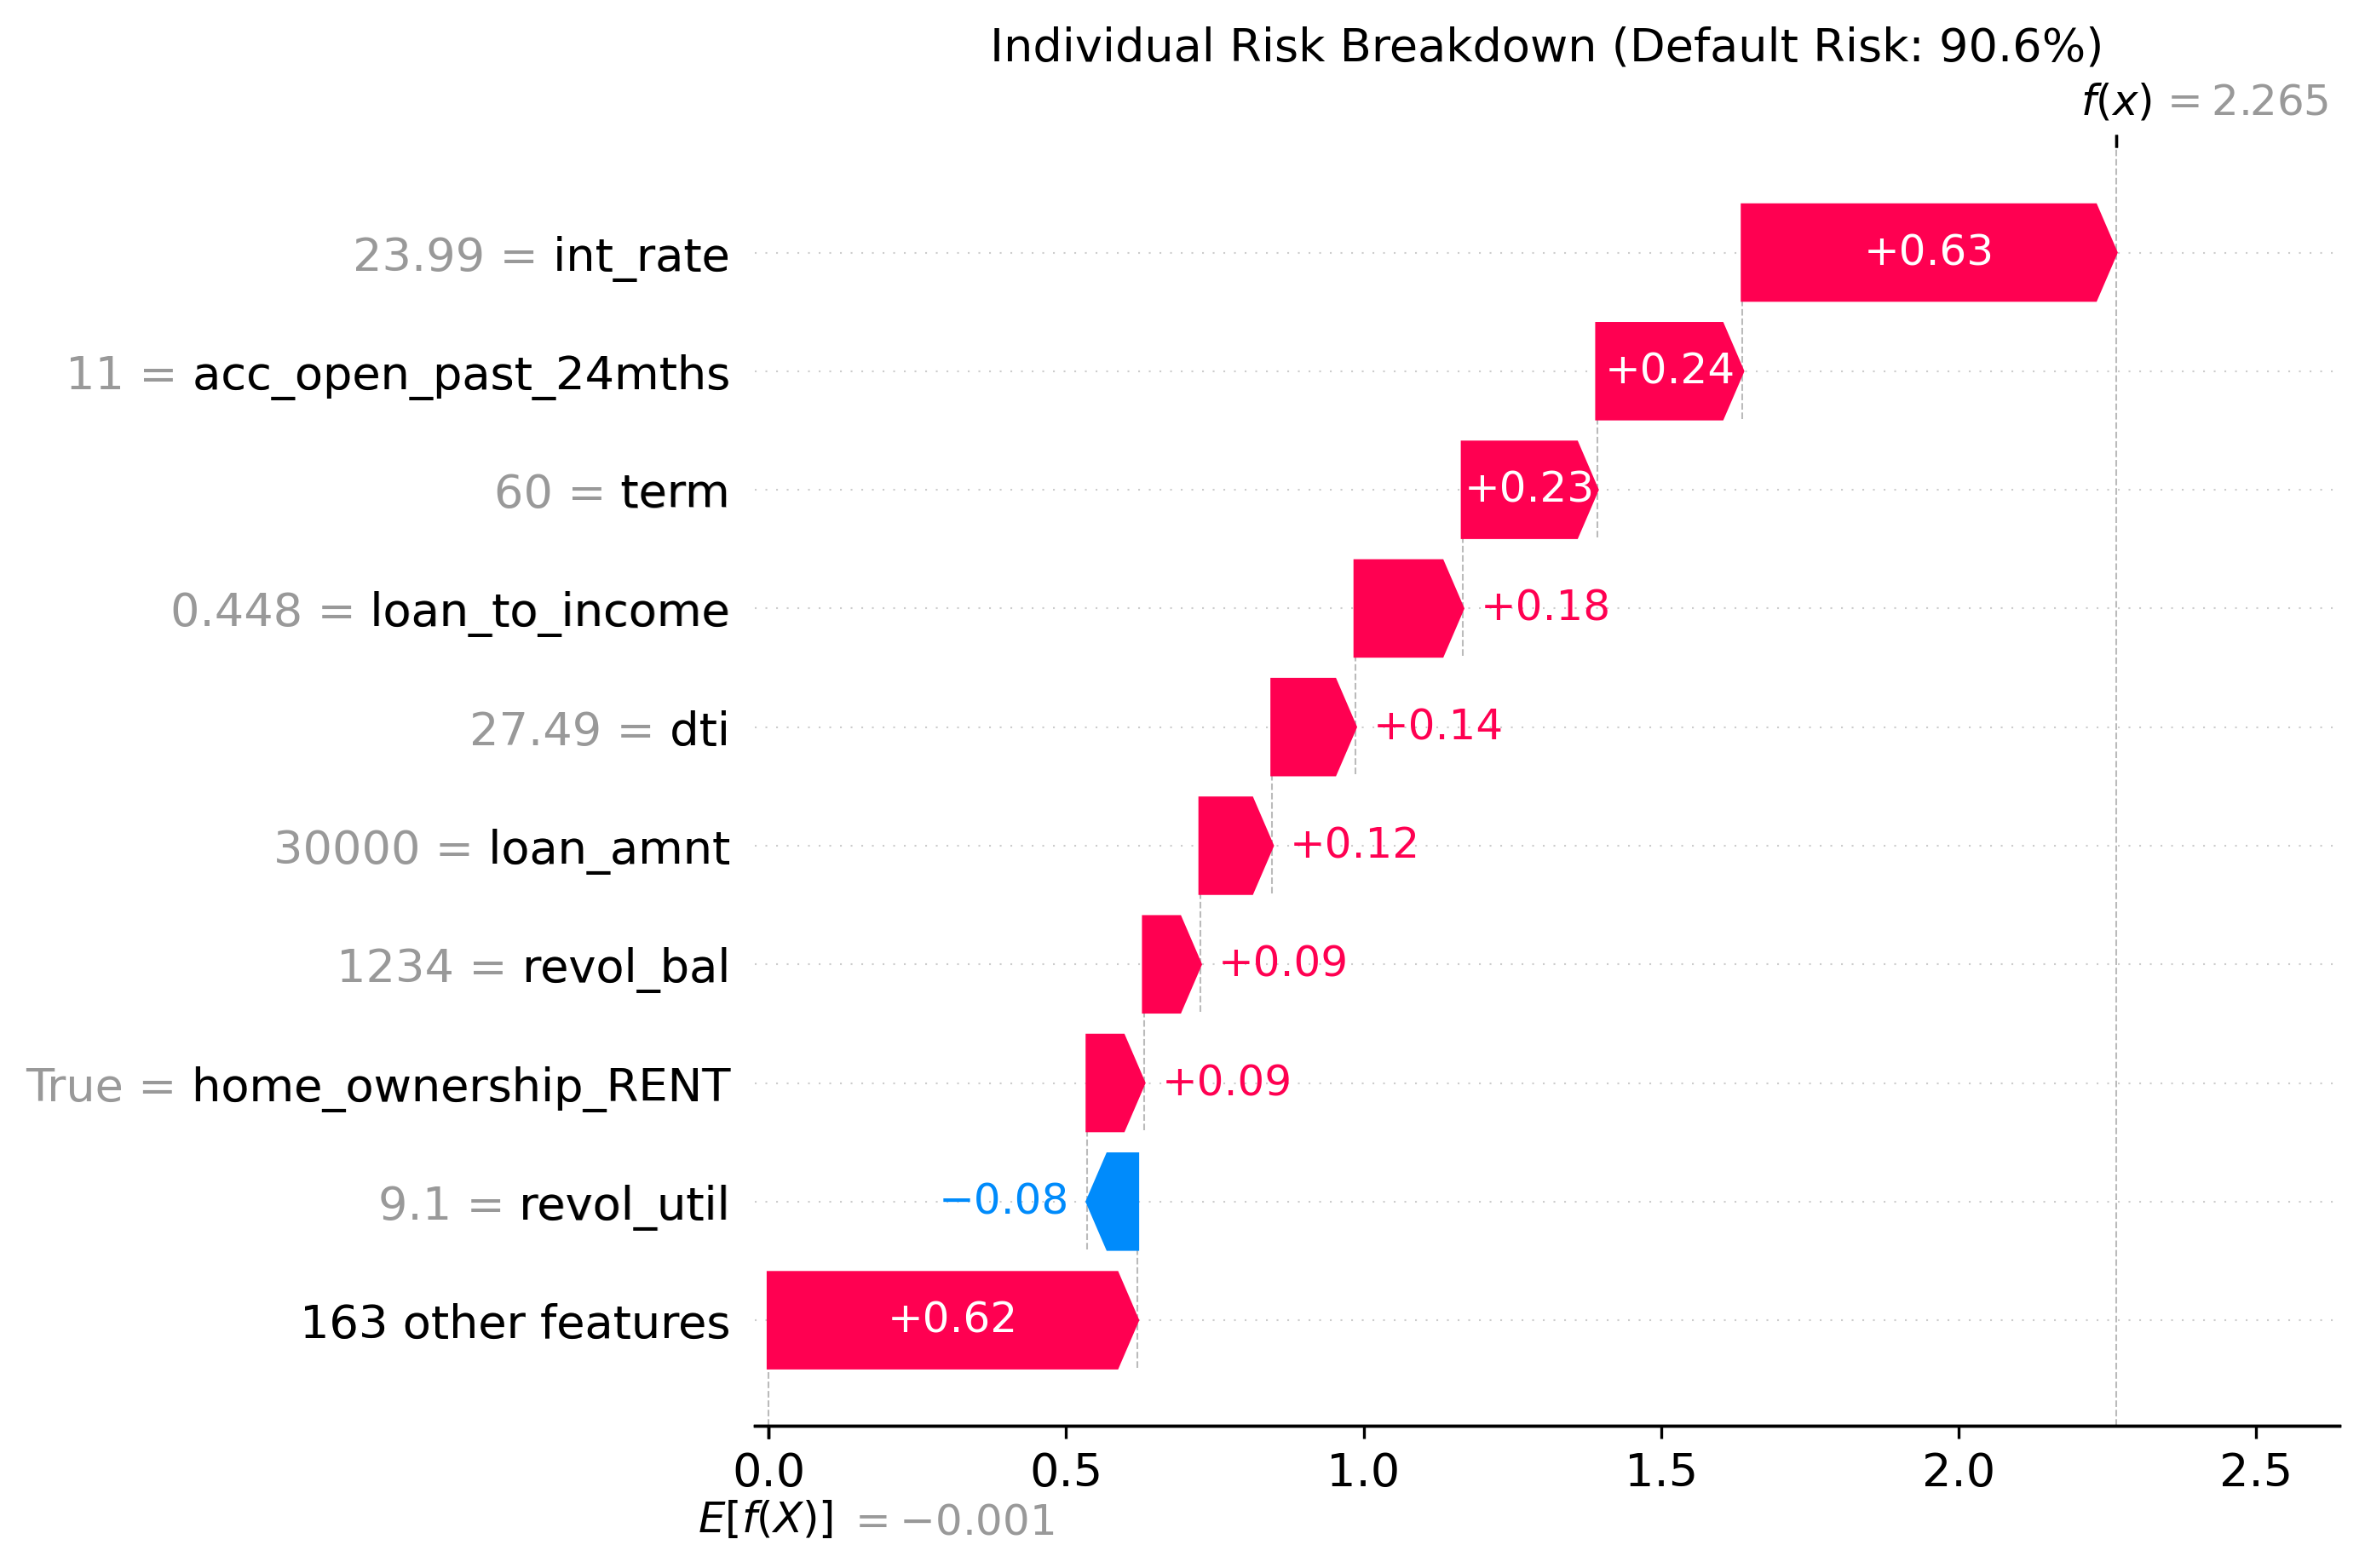 Individual Risk Breakdown (Default Risk: 90.6%)
f(x) = 2.265
23.99 = int_rate
+0.63
11 = acc_open_past_24mths
+0.24
60 = term
+0.23
0.448 = loan_to_income
+0.18
27.49 = dti
+0.14
30000 = loan_amnt
+0.12
1234 = revol_bal
+0.09
True = home_ownership_RENT
+0.09
9.1 = revol_util
−0.08
163 other features
+0.62
0.0 0.5 1.0 1.5 2.0 2.5
E[f(X)] = −0.001